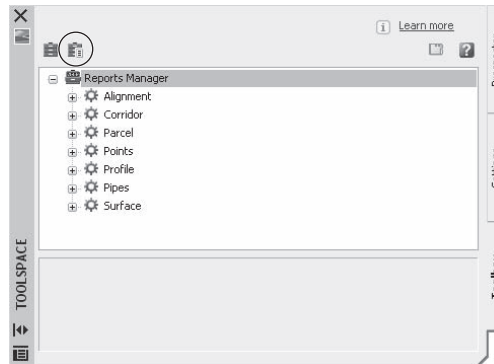 Learn more
Reports Manager
Alignment
Corridor
Parcel
Points
Profile
Pipes
Surface
TOOLSPACE